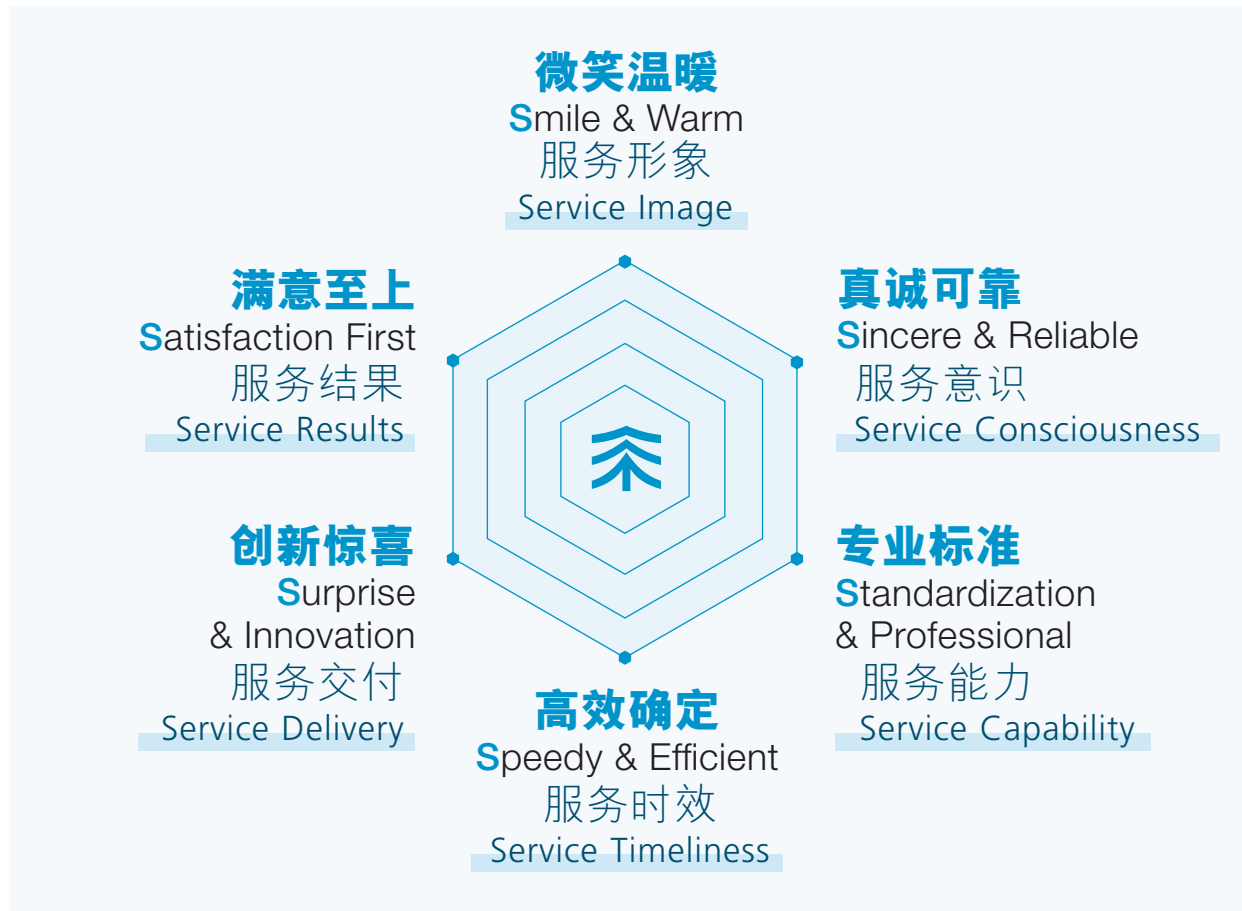 微笑温暖
Smile & Warm
服务形象
Service Image
满意至上
Satisfaction First
服务结果
Service Results
真诚可靠
Sincere & Reliable
服务意识
Service Consciousness
创新惊喜
Surprise
& Innovation
服务交付
Service Delivery
专业标准
Standardization
& Professional
服务能力
Service Capability
高效确定
Speedy & Efficient
服务时效
Service Timeliness